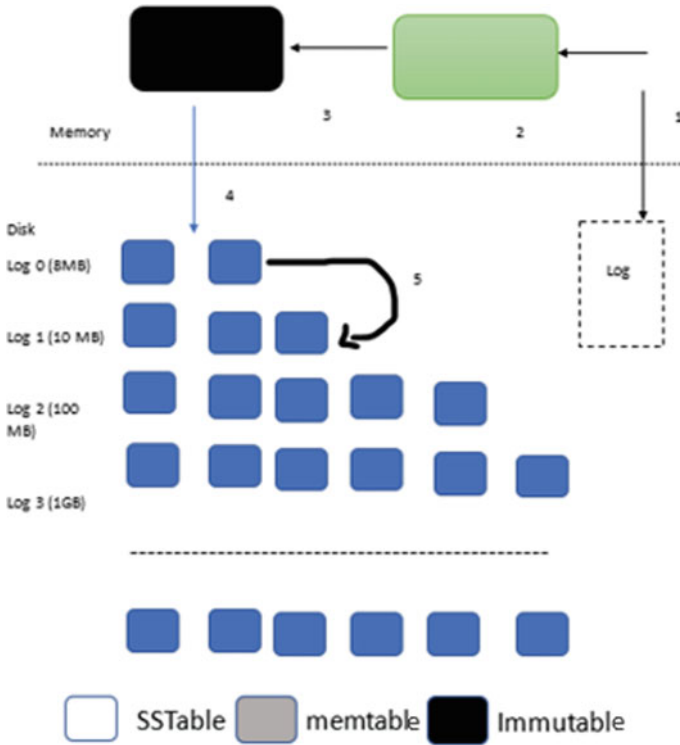 1
3
2
Memory
4
Disk
Log 0 (8MB)
5
Log
Log 1 (10 MB)
Log 2 (100
MB)
Log 3 (1GB)
SSTable
memtable
Immutable